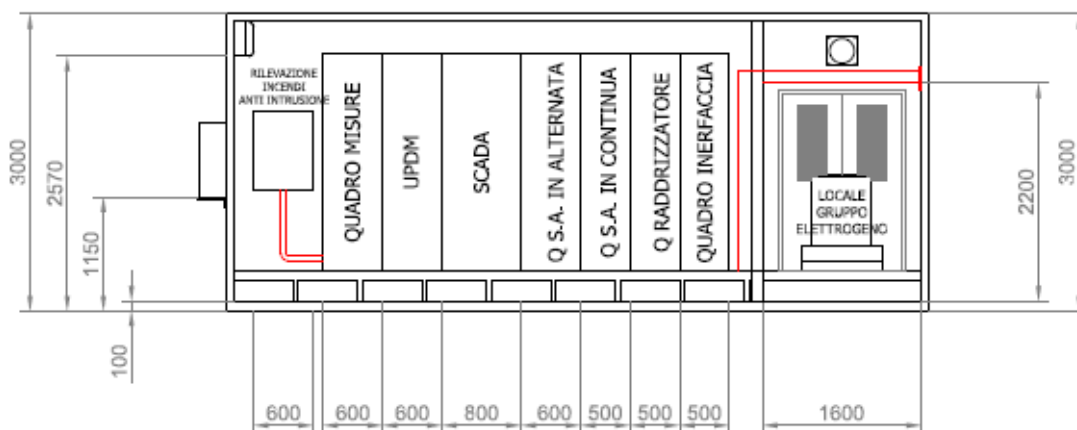 RILEVAZIONE
INCENDI
ANTI INTRUSIONE
QUADRO MISURE
UPDM
SCADA
Q S.A. IN ALTERNATA
Q S.A. IN CONTINUA
Q RADDRIZZATORE
QUADRO INERFACCIA
LOCALE
GRUPPO
ELETTROGENO
3000
2570
1150
100
2200
3000
600
600
600
800
600
500
500
500
1600